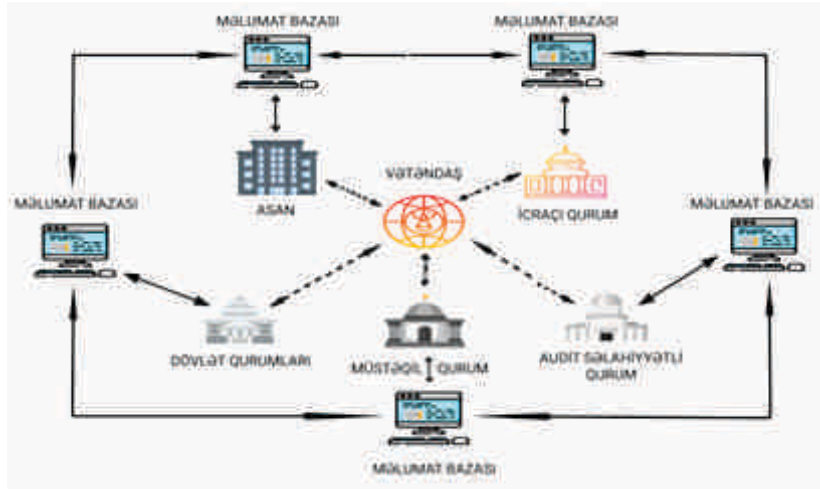 MƏLUMAT BAZASI
MƏLUMAT BAZASI
ASAN
VƏTƏNDAŞ
İCRAÇI QURUM
MƏLUMAT BAZASI
MƏLUMAT BAZASI
DÖVLƏT QURUMLARI
MÜSTƏQİL QURUM
AUDİT SƏLAHİYYƏTLİ
QURUM
MƏLUMAT BAZASI